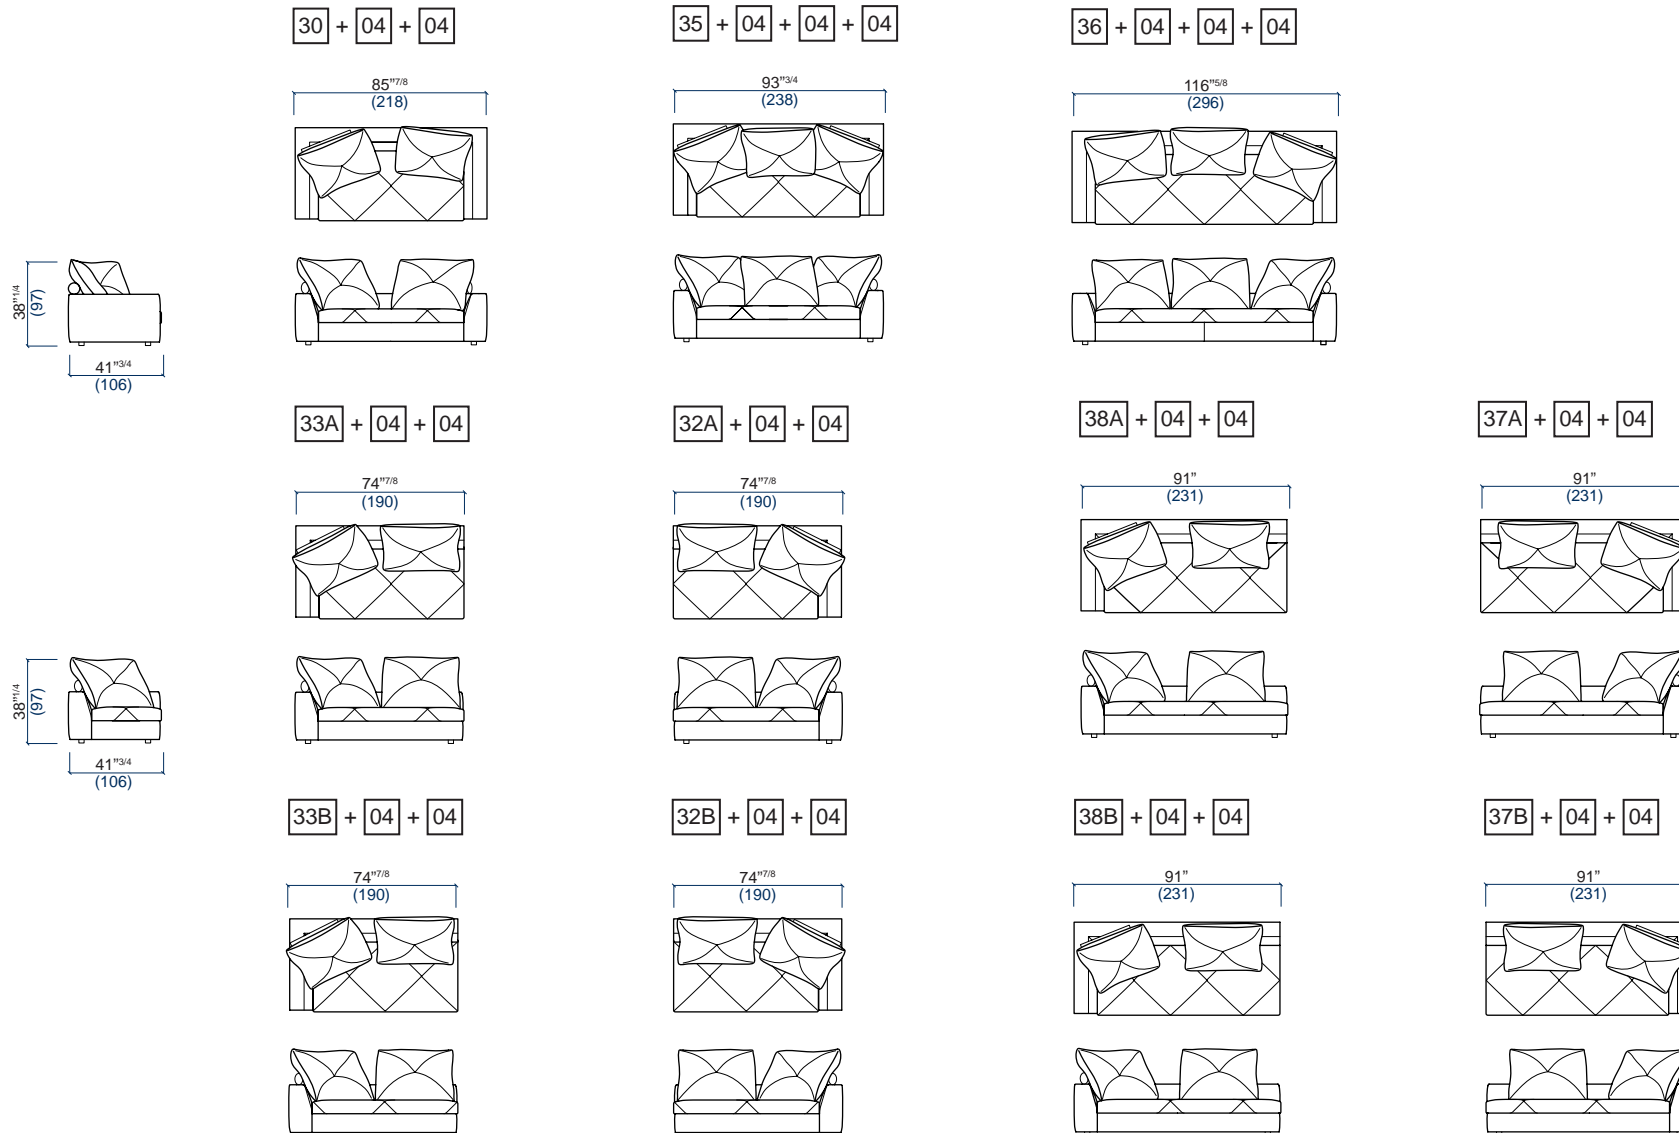 30 + 04 + 04
35 + 04 + 04 + 04
36 + 04 + 04 + 04
85”7/8
(218)
93”3/4
(238)
116”5/8
(296)
38”1/4
(97)
41”3/4
(106)
33A + 04 + 04
32A + 04 + 04
38A + 04 + 04
37A + 04 + 04
74”7/8
(190)
74”7/8
(190)
91”
(231)
91”
(231)
38”1/4
(97)
41”3/4
(106)
33B + 04 + 04
32B + 04 + 04
38B + 04 + 04
37B + 04 + 04
74”7/8
(190)
74”7/8
(190)
91”
(231)
91”
(231)